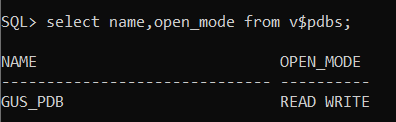 SQL> select name,open_mode from v$pdbs;
NAME                           OPEN_MODE
------------------------------ ----------
GUS_PDB                        READ WRITE